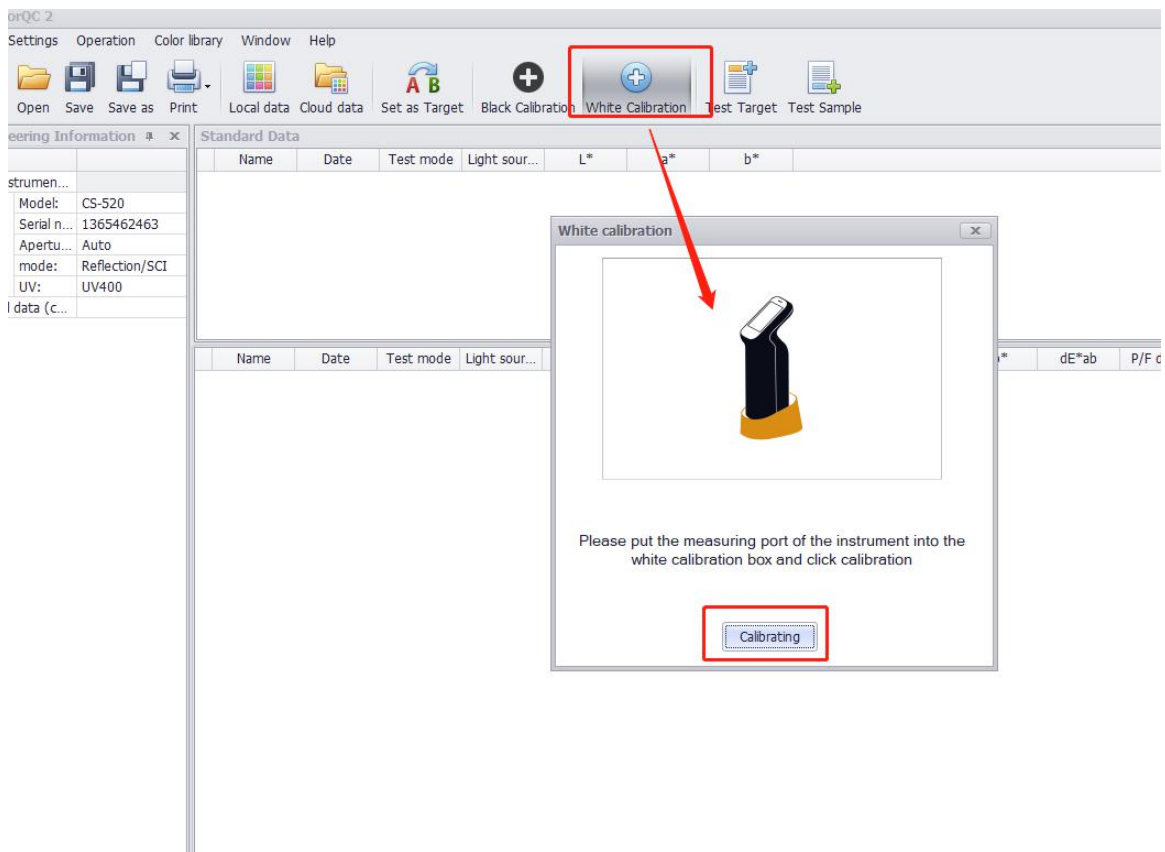 orQC 2
Settings Operation Color library Window Help
Open Save Save as Print Local data Cloud data Set as Target Black Calibration White Calibration Test Target Test Sample
eering Information
Standard Data
Name Date Test mode Light sour... L* a* b*
strumen...
Model: CS-520
Serial n... 1365462463
Apertu... Auto
mode: Reflection/SCI
UV: UV400
l data (c...
White calibration
Name Date Test mode Light sour... dE*ab P/F d
Please put the measuring port of the instrument into the
white calibration box and click calibration
Calibrating